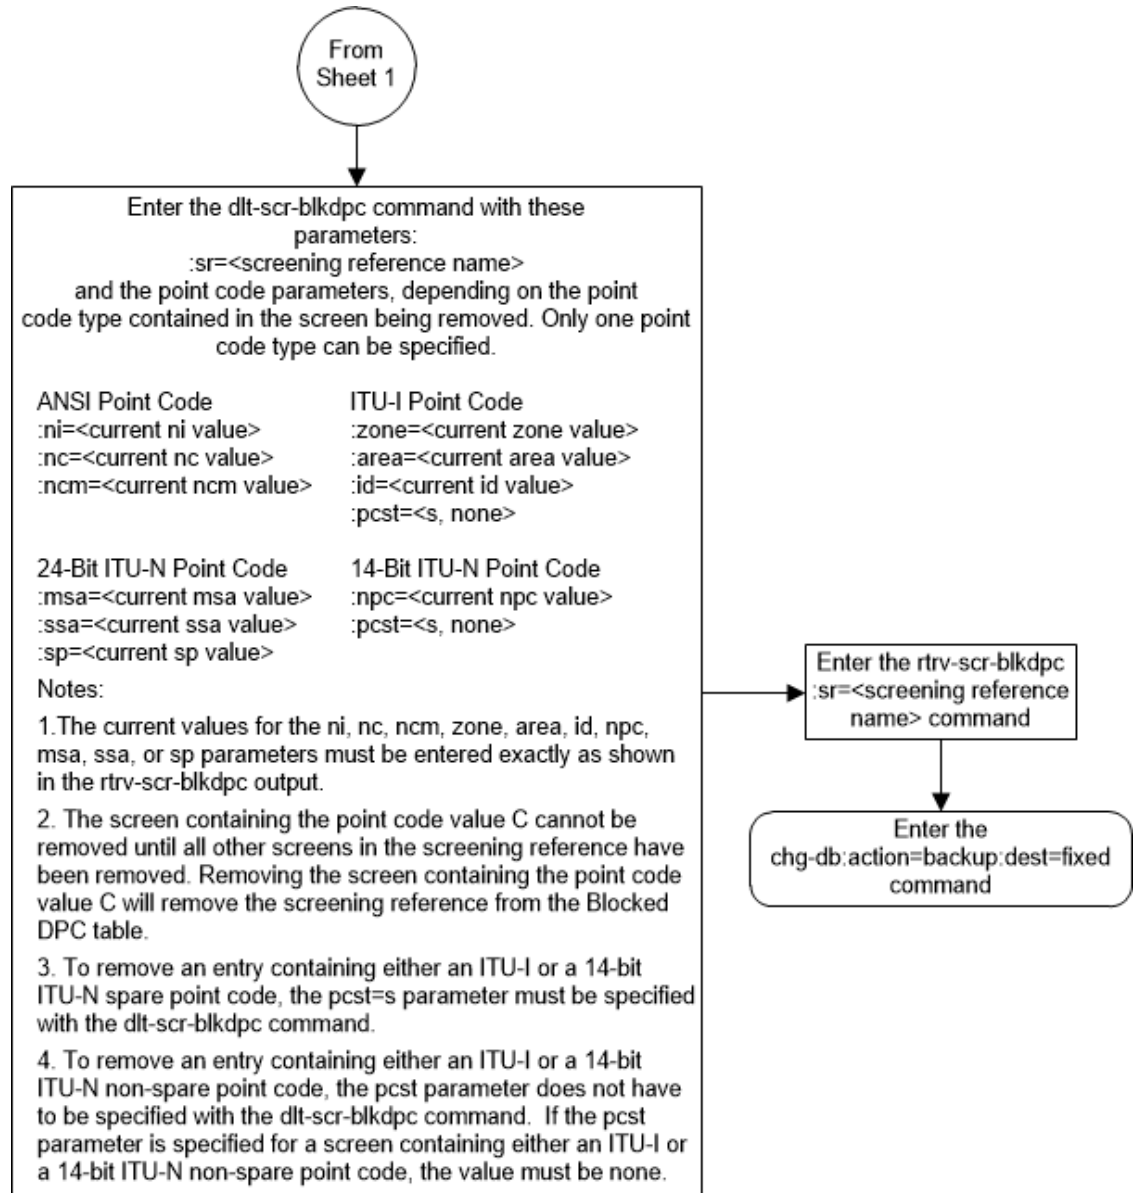 From
Sheet 1
Enter the dlt-scr-blkdpc command with these
parameters:
:sr=<screening reference name>
and the point code parameters, depending on the point
code type contained in the screen being removed. Only one point
code type can be specified.
ANSI Point Code
:ni=<current ni value>
:nc=<current nc value>
:ncm=<current ncm value>
ITU-I Point Code
:zone=<current zone value>
:area=<current area value>
:id=<current id value>
:pcst=<s, none>
24-Bit ITU-N Point Code
:msa=<current msa value>
:ssa=<current ssa value>
:sp=<current sp value>
14-Bit ITU-N Point Code
:npc=<current npc value>
:pcst=<s, none>
Notes:
1.The current values for the ni, nc, ncm, zone, area, id, npc,
msa, ssa, or sp parameters must be entered exactly as shown
in the rtrv-scr-blkdpc output.
2. The screen containing the point code value C cannot be
removed until all other screens in the screening reference have
been removed. Removing the screen containing the point code
value C will remove the screening reference from the Blocked
DPC table.
3. To remove an entry containing either an ITU-I or a 14-bit
ITU-N spare point code, the pcst=s parameter must be specified
with the dlt-scr-blkdpc command.
4. To remove an entry containing either an ITU-I or a 14-bit
ITU-N non-spare point code, the pcst parameter does not have
to be specified with the dlt-scr-blkdpc command.  If the pcst
parameter is specified for a screen containing either an ITU-I or
a 14-bit ITU-N non-spare point code, the value must be none.
Enter the rtrv-scr-blkdpc
:sr=<screening reference
name> command
Enter the
chg-db:action=backup:dest=fixed
command